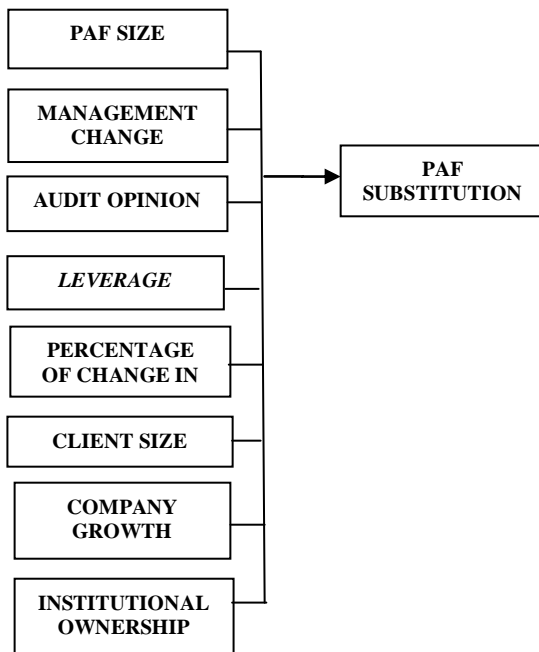 PAF SIZE
MANAGEMENT
CHANGE
AUDIT OPINION
LEVERAGE
PERCENTAGE
OF CHANGE IN
CLIENT SIZE
COMPANY
GROWTH
INSTITUTIONAL
OWNERSHIP
PAF
SUBSTITUTION